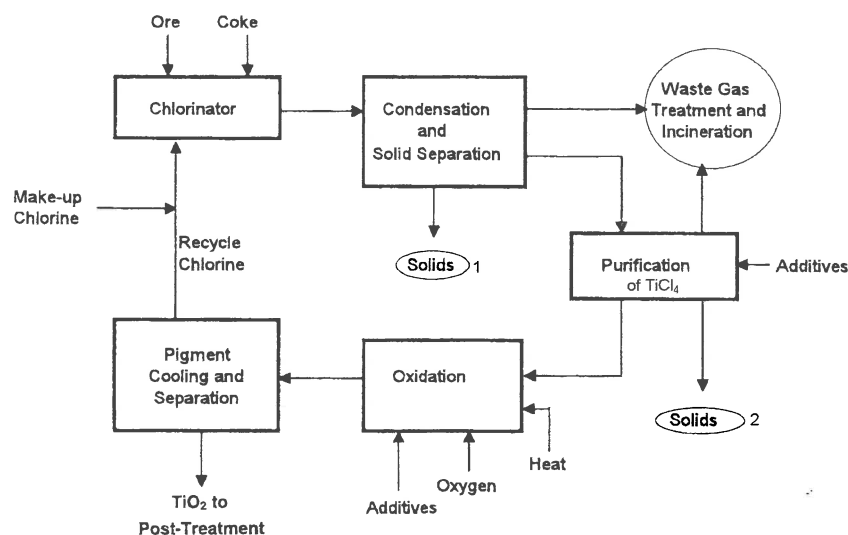 Ore
Coke
Chlorinator
Condensation
and
Solid Separation
Waste Gas
Treatment and
Incineration
Make-up
Chlorine
Recycle
Chlorine
Solids 1
Purification
of TiCl₄
Additives
Pigment
Cooling and
Separation
Oxidation
Solids 2
Heat
Oxygen
Additives
TiO₂ to
Post-Treatment